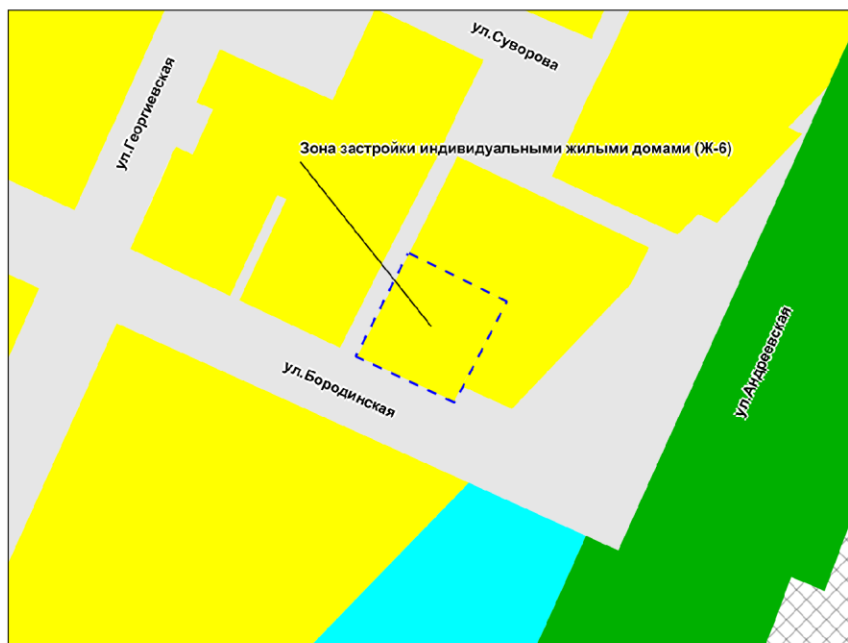 ул.Суворова
ул.Георгиевская
Зона застройки индивидуальными жилыми домами (Ж-6)
ул.Андреевская
ул.Бородинская